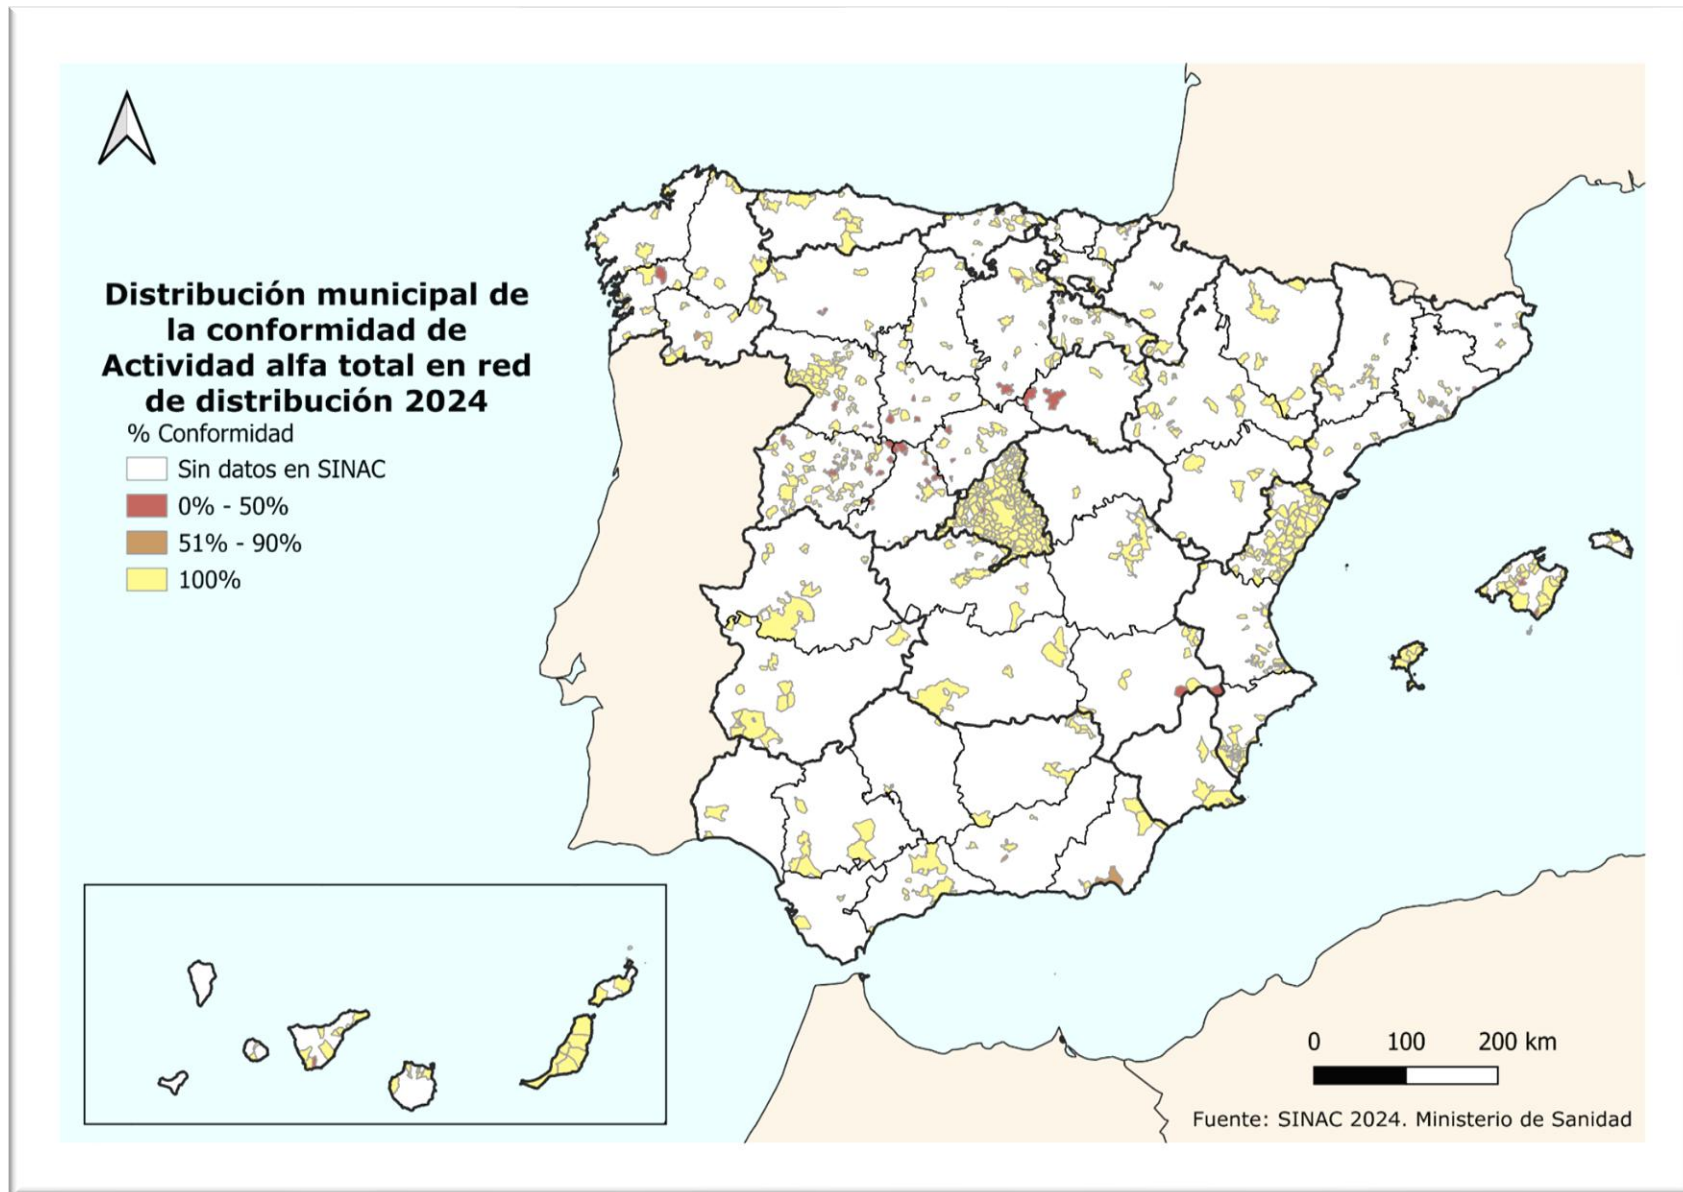 Distribución municipal de
la conformidad de
Actividad alfa total en red
de distribución 2024
% Conformidad
Sin datos en SINAC
0% - 50%
51% - 90%
100%
0 100 200 km
Fuente: SINAC 2024. Ministerio de Sanidad